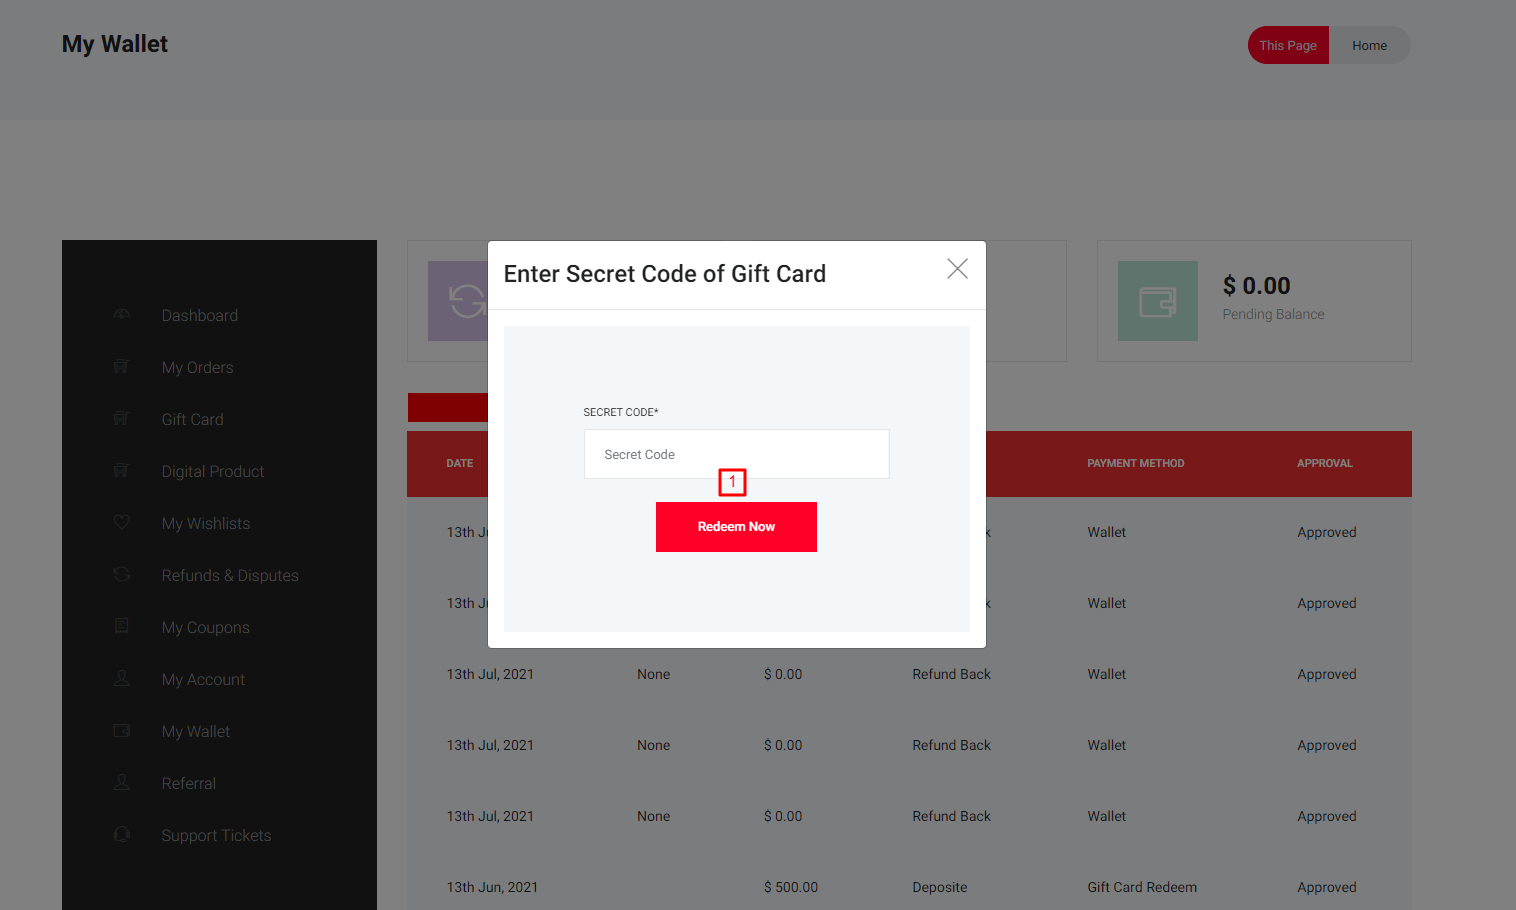 My Wallet
This Page Home
Dashboard
My Orders
Gift Card
Digital Product
My Wishlists
Refunds & Disputes
My Coupons
My Account
My Wallet
Referral
Support Tickets
$ 0.00
Pending Balance
Enter Secret Code of Gift Card
SECRET CODE*
Secret Code
1
Redeem Now
DATE PAYMENT METHOD APPROVAL
13th Wallet Approved
13th Wallet Approved
13th Jul, 2021 None $ 0.00 Refund Back Wallet Approved
13th Jul, 2021 None $ 0.00 Refund Back Wallet Approved
13th Jul, 2021 None $ 0.00 Refund Back Wallet Approved
13th Jun, 2021 $ 500.00 Deposite Gift Card Redeem Approved